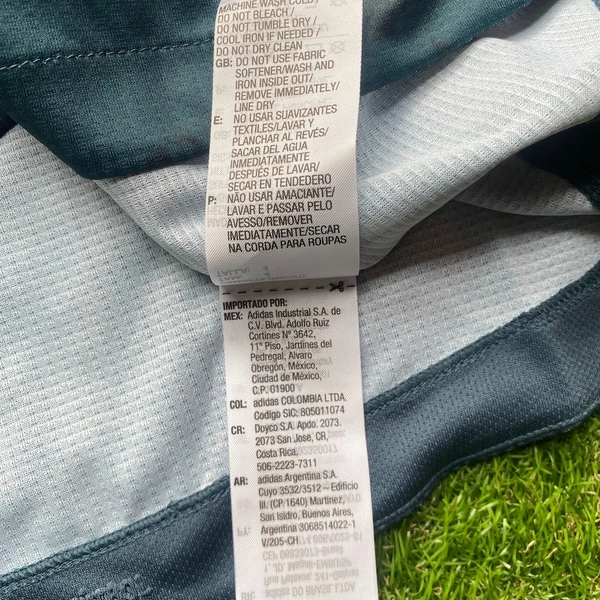 MACHINE WASH COLD /
DO NOT BLEACH /
DO NOT TUMBLE DRY /
COOL IRON IF NEEDED /
DO NOT DRY CLEAN
GB: DO NOT USE FABRIC
SOFTENER/WASH AND
IRON INSIDE OUT/
REMOVE IMMEDIATELY/
LINE DRY
E: NO USAR SUAVIZANTES
TEXTILES/LAVAR Y
PLANCHAR AL REVÉS/
SACAR DEL AGUA
INMEDIATAMENTE
DESPUÉS DE LAVAR/
SECAR EN TENDEDERO
P: NÃO USAR AMACIANTE/
LAVAR E PASSAR PELO
AVESSO/REMOVER
IMEDIATAMENTE/SECAR
NA CORDA PARA ROUPAS
IMPORTADO POR:
MEX: Adidas Industrial S.A. de
C.V. Blvd. Adolfo Ruiz
Cortines N° 3642,
11° Piso, Jardines del
Pedregal, Alvaro
Obregón, México,
Ciudad de México,
C.P. 01900
COL: adidas COLOMBIA LTDA.
Codigo SIC: 805011074
CR: Doyco S.A. Apdo. 2073.
2073 San Jose, CR,
Costa Rica,
506-2223-7311
AR: adidas Argentina S.A.
Cuyo 3532/3512 – Edificio
III. (CP 1640) Martinez,
San Isidro, Buenos Aires,
Argentina 3068514022-1
V/205-CH